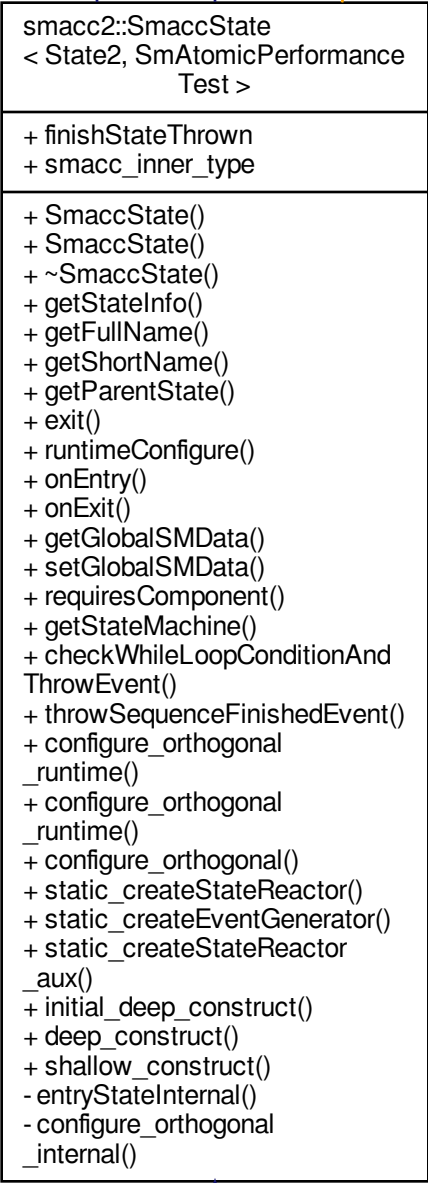 smacc2::SmaccState
< State2, SmAtomicPerformance
Test >
+ finishStateThrown
+ smacc_inner_type
+ SmaccState()
+ SmaccState()
+ ~SmaccState()
+ getStateInfo()
+ getFullName()
+ getShortName()
+ getParentState()
+ exit()
+ runtimeConfigure()
+ onEntry()
+ onExit()
+ getGlobalSMData()
+ setGlobalSMData()
+ requiresComponent()
+ getStateMachine()
+ checkWhileLoopConditionAnd
ThrowEvent()
+ throwSequenceFinishedEvent()
+ configure_orthogonal
_runtime()
+ configure_orthogonal
_runtime()
+ configure_orthogonal()
+ static_createStateReactor()
+ static_createEventGenerator()
+ static_createStateReactor
_aux()
+ initial_deep_construct()
+ deep_construct()
+ shallow_construct()
- entryStateInternal()
- configure_orthogonal
_internal()